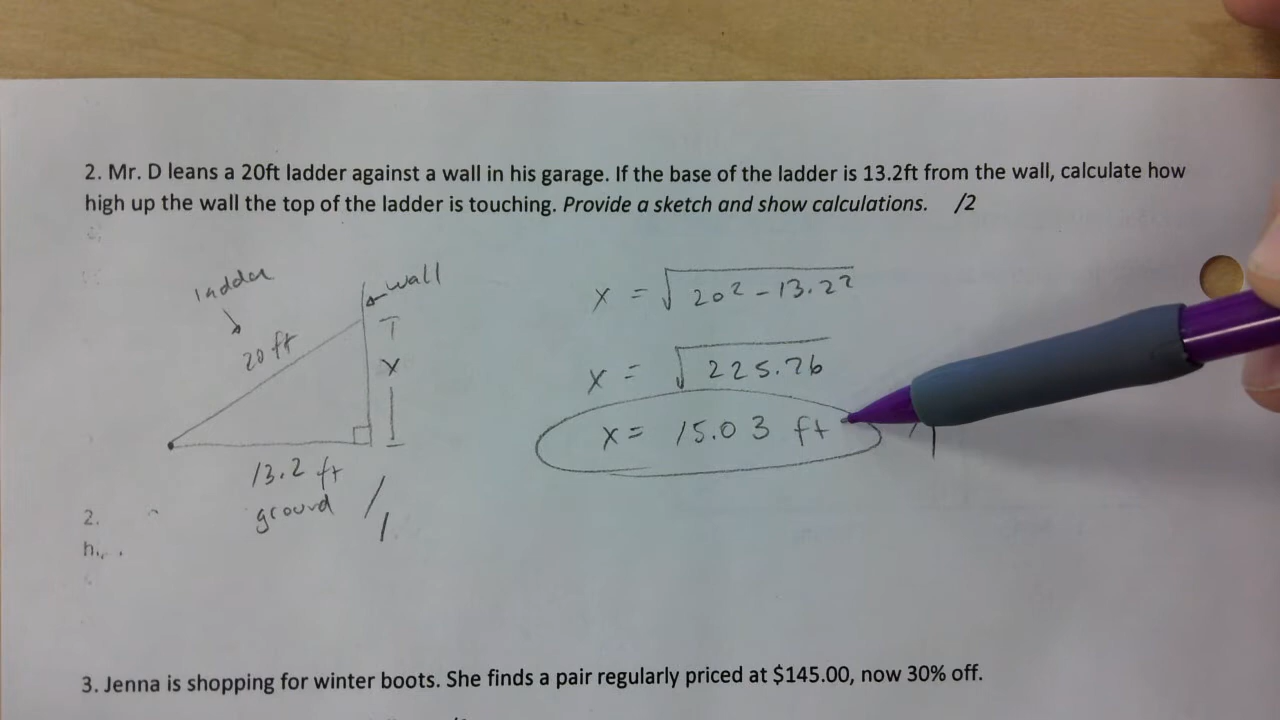 2. Mr. D leans a 20ft ladder against a wall in his garage. If the base of the ladder is 13.2ft from the wall, calculate how
high up the wall the top of the ladder is touching. Provide a sketch and show calculations. /2
ladder
wall
20 ft
x
13.2 ft
ground
/1
x = √20² - 13.2²
x = √225.76
x = 15.03 ft
/1
2.
h
3. Jenna is shopping for winter boots. She finds a pair regularly priced at $145.00, now 30% off.